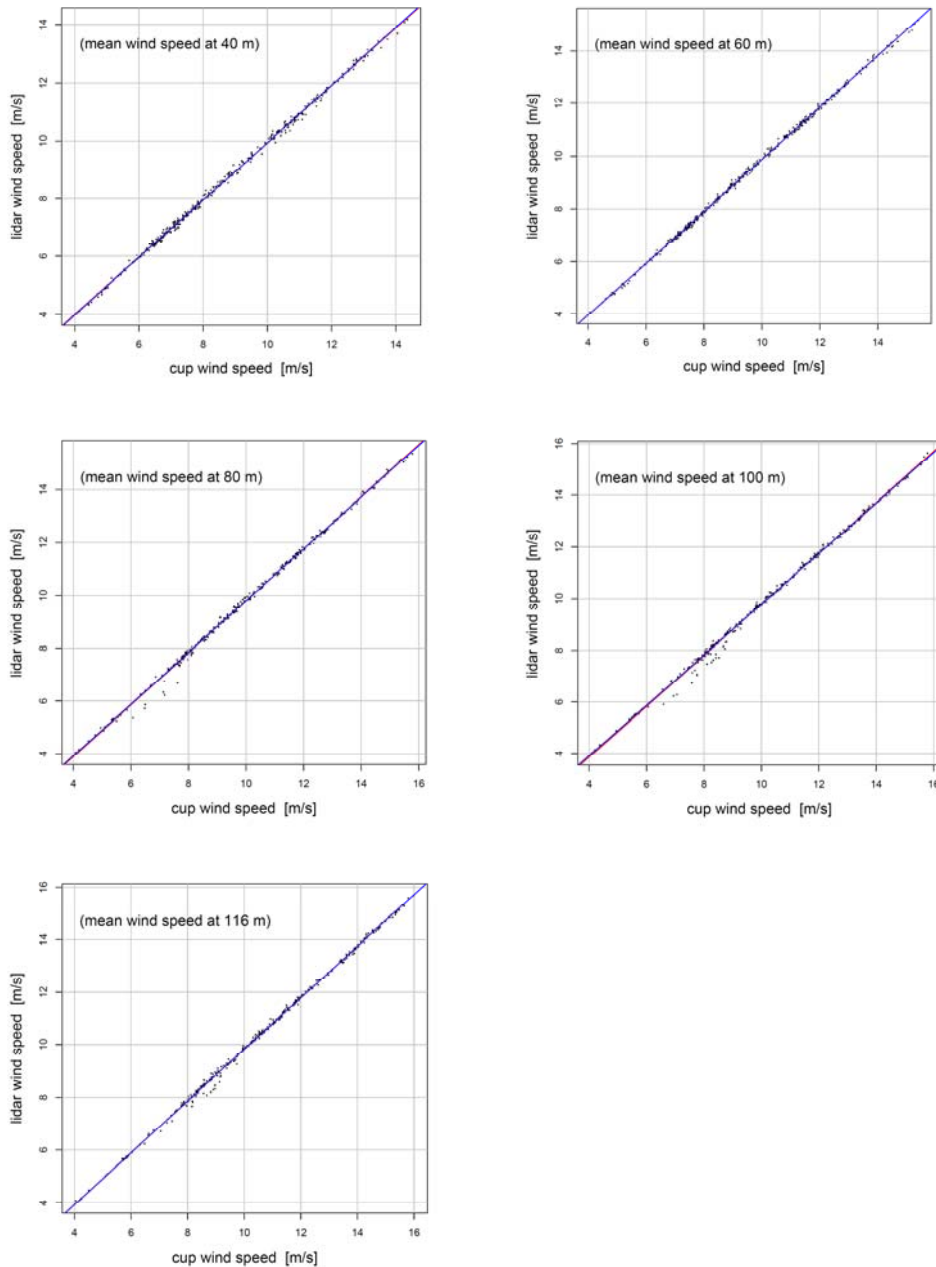 (mean wind speed at 40 m)
lidar wind speed [m/s]
4 6 8 10 12 14
4 6 8 10 12 14
cup wind speed [m/s]
(mean wind speed at 60 m)
lidar wind speed [m/s]
4 6 8 10 12 14
4 6 8 10 12 14
cup wind speed [m/s]
(mean wind speed at 80 m)
lidar wind speed [m/s]
4 6 8 10 12 14
4 6 8 10 12 14 16
cup wind speed [m/s]
(mean wind speed at 100 m)
lidar wind speed [m/s]
4 6 8 10 12 14 16
4 6 8 10 12 14 16
cup wind speed [m/s]
(mean wind speed at 116 m)
lidar wind speed [m/s]
4 6 8 10 12 14 16
4 6 8 10 12 14 16
cup wind speed [m/s]